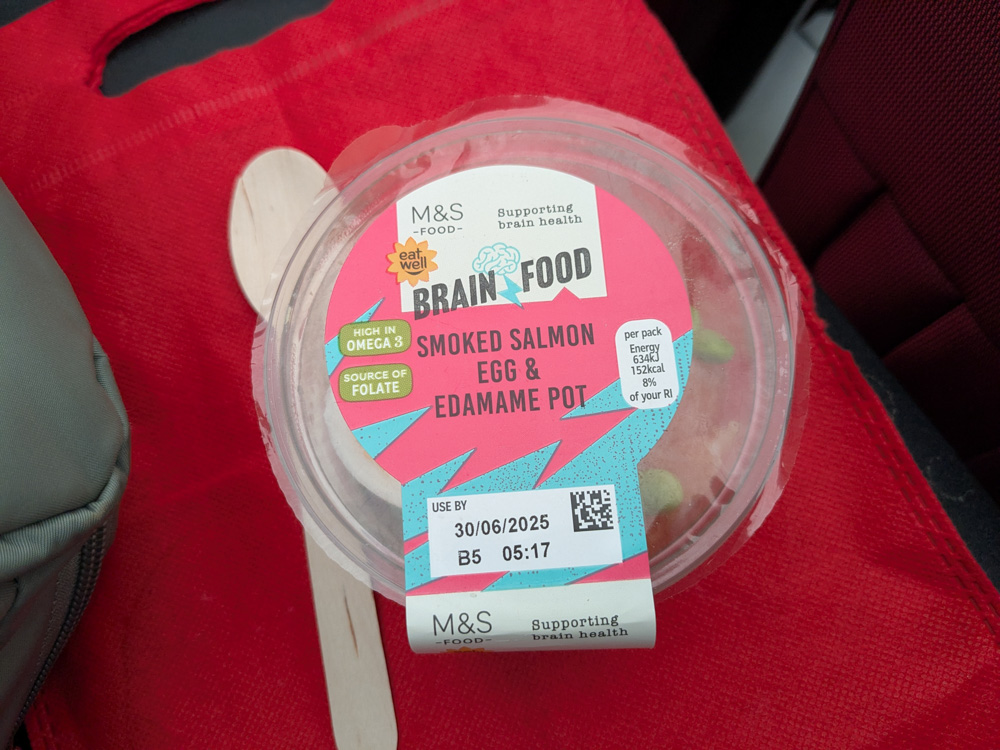 M&S
-FOOD-
Supporting
brain health
eat
well
BRAIN FOOD
HIGH IN
OMEGA 3
SOURCE OF
FOLATE
SMOKED SALMON
EGG &
EDAMAME POT
per pack
Energy
634kJ
152kcal
8%
of your RI
USE BY
30/06/2025
B5 05:17
M&S
-FOOD-
Supporting
brain health